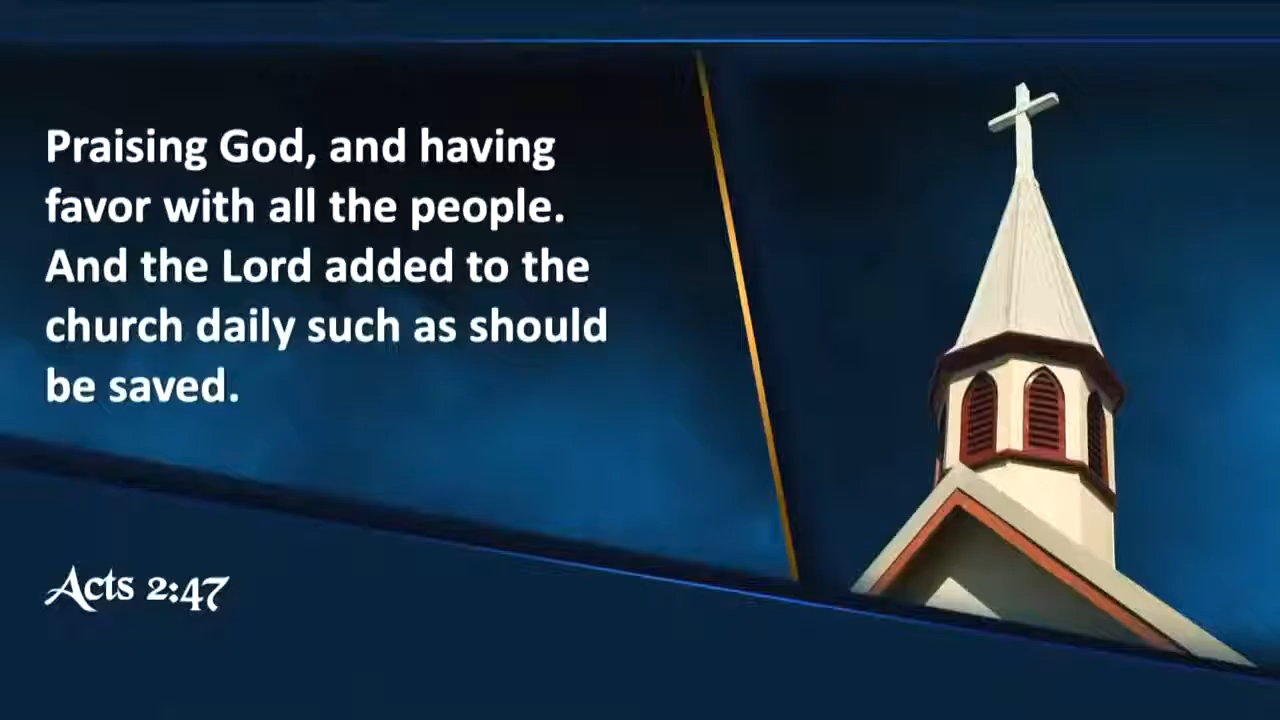 Praising God, and having
favor with all the people.
And the Lord added to the
church daily such as should
be saved.
Acts 2:47